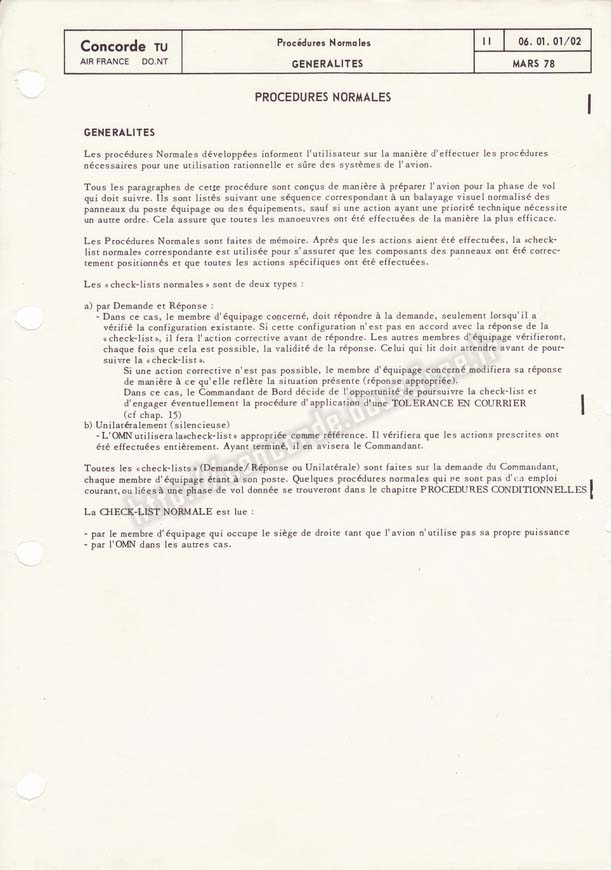 Concorde TU
AIR FRANCE DO.NT
Procédures Normales
GENERALITES
II
06. 01. 01/02
MARS 78
PROCEDURES NORMALES
GENERALITES
Les procédures Normales développées informent l'utilisateur sur la manière d'effectuer les procédures
nécessaires pour une utilisation rationnelle et sûre des systèmes de l'avion.
Tous les paragraphes de cette procédure sont conçus de manière à préparer l'avion pour la phase de vol
qui doit suivre. Ils sont listés suivant une séquence correspondant à un balayage visuel normalisé des
panneaux du poste équipage ou des équipements, sauf si une action ayant une priorité technique nécessite
un autre ordre. Cela assure que toutes les manoeuvres ont été effectuées de la manière la plus efficace.
Les Procédures Normales sont faites de mémoire. Après que les actions aient été effectuées, la «check-
list normale» correspondante est utilisée pour s'assurer que les composants des panneaux ont été correc-
tement positionnés et que toutes les actions spécifiques ont été effectuées.
Les «check-lists normales» sont de deux types :
a) par Demande et Réponse :
- Dans ce cas, le membre d'équipage concerné, doit répondre à la demande, seulement lorsqu'il a
vérifié la configuration existante. Si cette configuration n'est pas en accord avec la réponse de la
«check-list», il fera l'action corrective avant de répondre. Les autres membres d'équipage vérifieront,
chaque fois que cela est possible, la validité de la réponse. Celui qui lit doit attendre avant de pour-
suivre la «check-list».
Si une action corrective n'est pas possible, le membre d'équipage concerné modifiera sa réponse
de manière à ce qu'elle reflète la situation présente (réponse appropriée).
Dans ce cas, le Commandant de Bord décide de l'opportunité de poursuivre la check-list et
d'engager éventuellement la procédure d'application d'une TOLERANCE EN COURRIER
(cf chap. 15)
b) Unilatéralement (silencieuse)
- L'OMN utilisera la«check-list» appropriée comme référence. Il vérifiera que les actions prescrites ont
été effectuées entièrement. Ayant terminé, il en avisera le Commandant.
Toutes les «check-lists» (Demande/Réponse ou Unilatérale) sont faites sur la demande du Commandant,
chaque membre d'équipage étant à son poste. Quelques procédures normales qui ne sont pas d'un emploi
courant, ou liées à une phase de vol donnée se trouveront dans le chapitre PROCEDURES CONDITIONNELLES
La CHECK-LIST NORMALE est lue :
- par le membre d'équipage qui occupe le siège de droite tant que l'avion n'utilise pas sa propre puissance
- par l'OMN dans les autres cas.